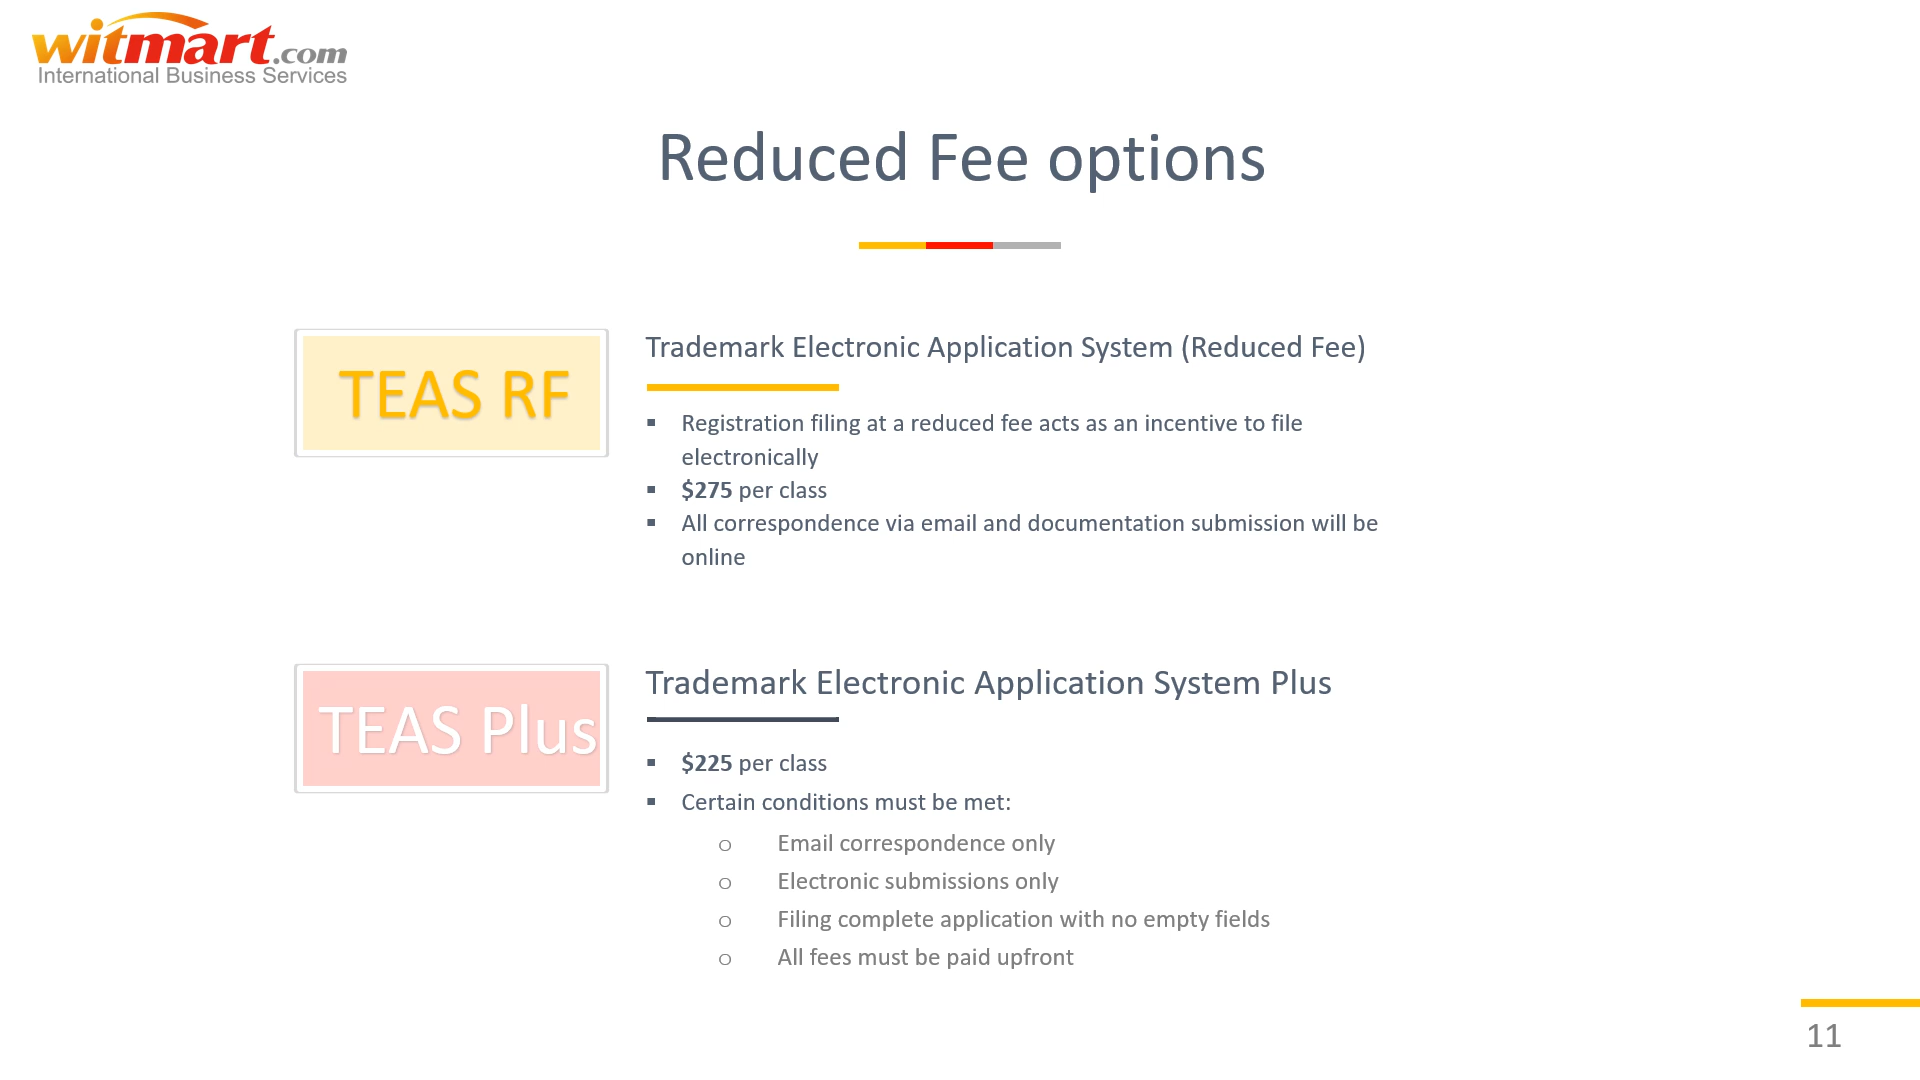 witmart.com
International Business Services
Reduced Fee options
TEAS RF
Trademark Electronic Application System (Reduced Fee)
▪ Registration filing at a reduced fee acts as an incentive to file
electronically
▪ $275 per class
▪ All correspondence via email and documentation submission will be
online
TEAS Plus
Trademark Electronic Application System Plus
▪ $225 per class
▪ Certain conditions must be met:
o Email correspondence only
o Electronic submissions only
o Filing complete application with no empty fields
o All fees must be paid upfront
11